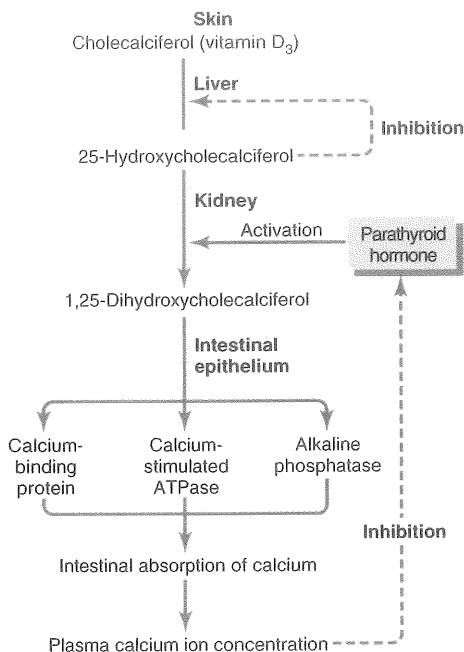 Skin
Cholecalciferol (vitamin D₃)
Liver
Inhibition
25-Hydroxycholecalciferol
Kidney
Activation
Parathyroid
hormone
1,25-Dihydroxycholecalciferol
Intestinal
epithelium
Calcium-
binding
protein
Calcium-
stimulated
ATPase
Alkaline
phosphatase
Inhibition
Intestinal absorption of calcium
Plasma calcium ion concentration